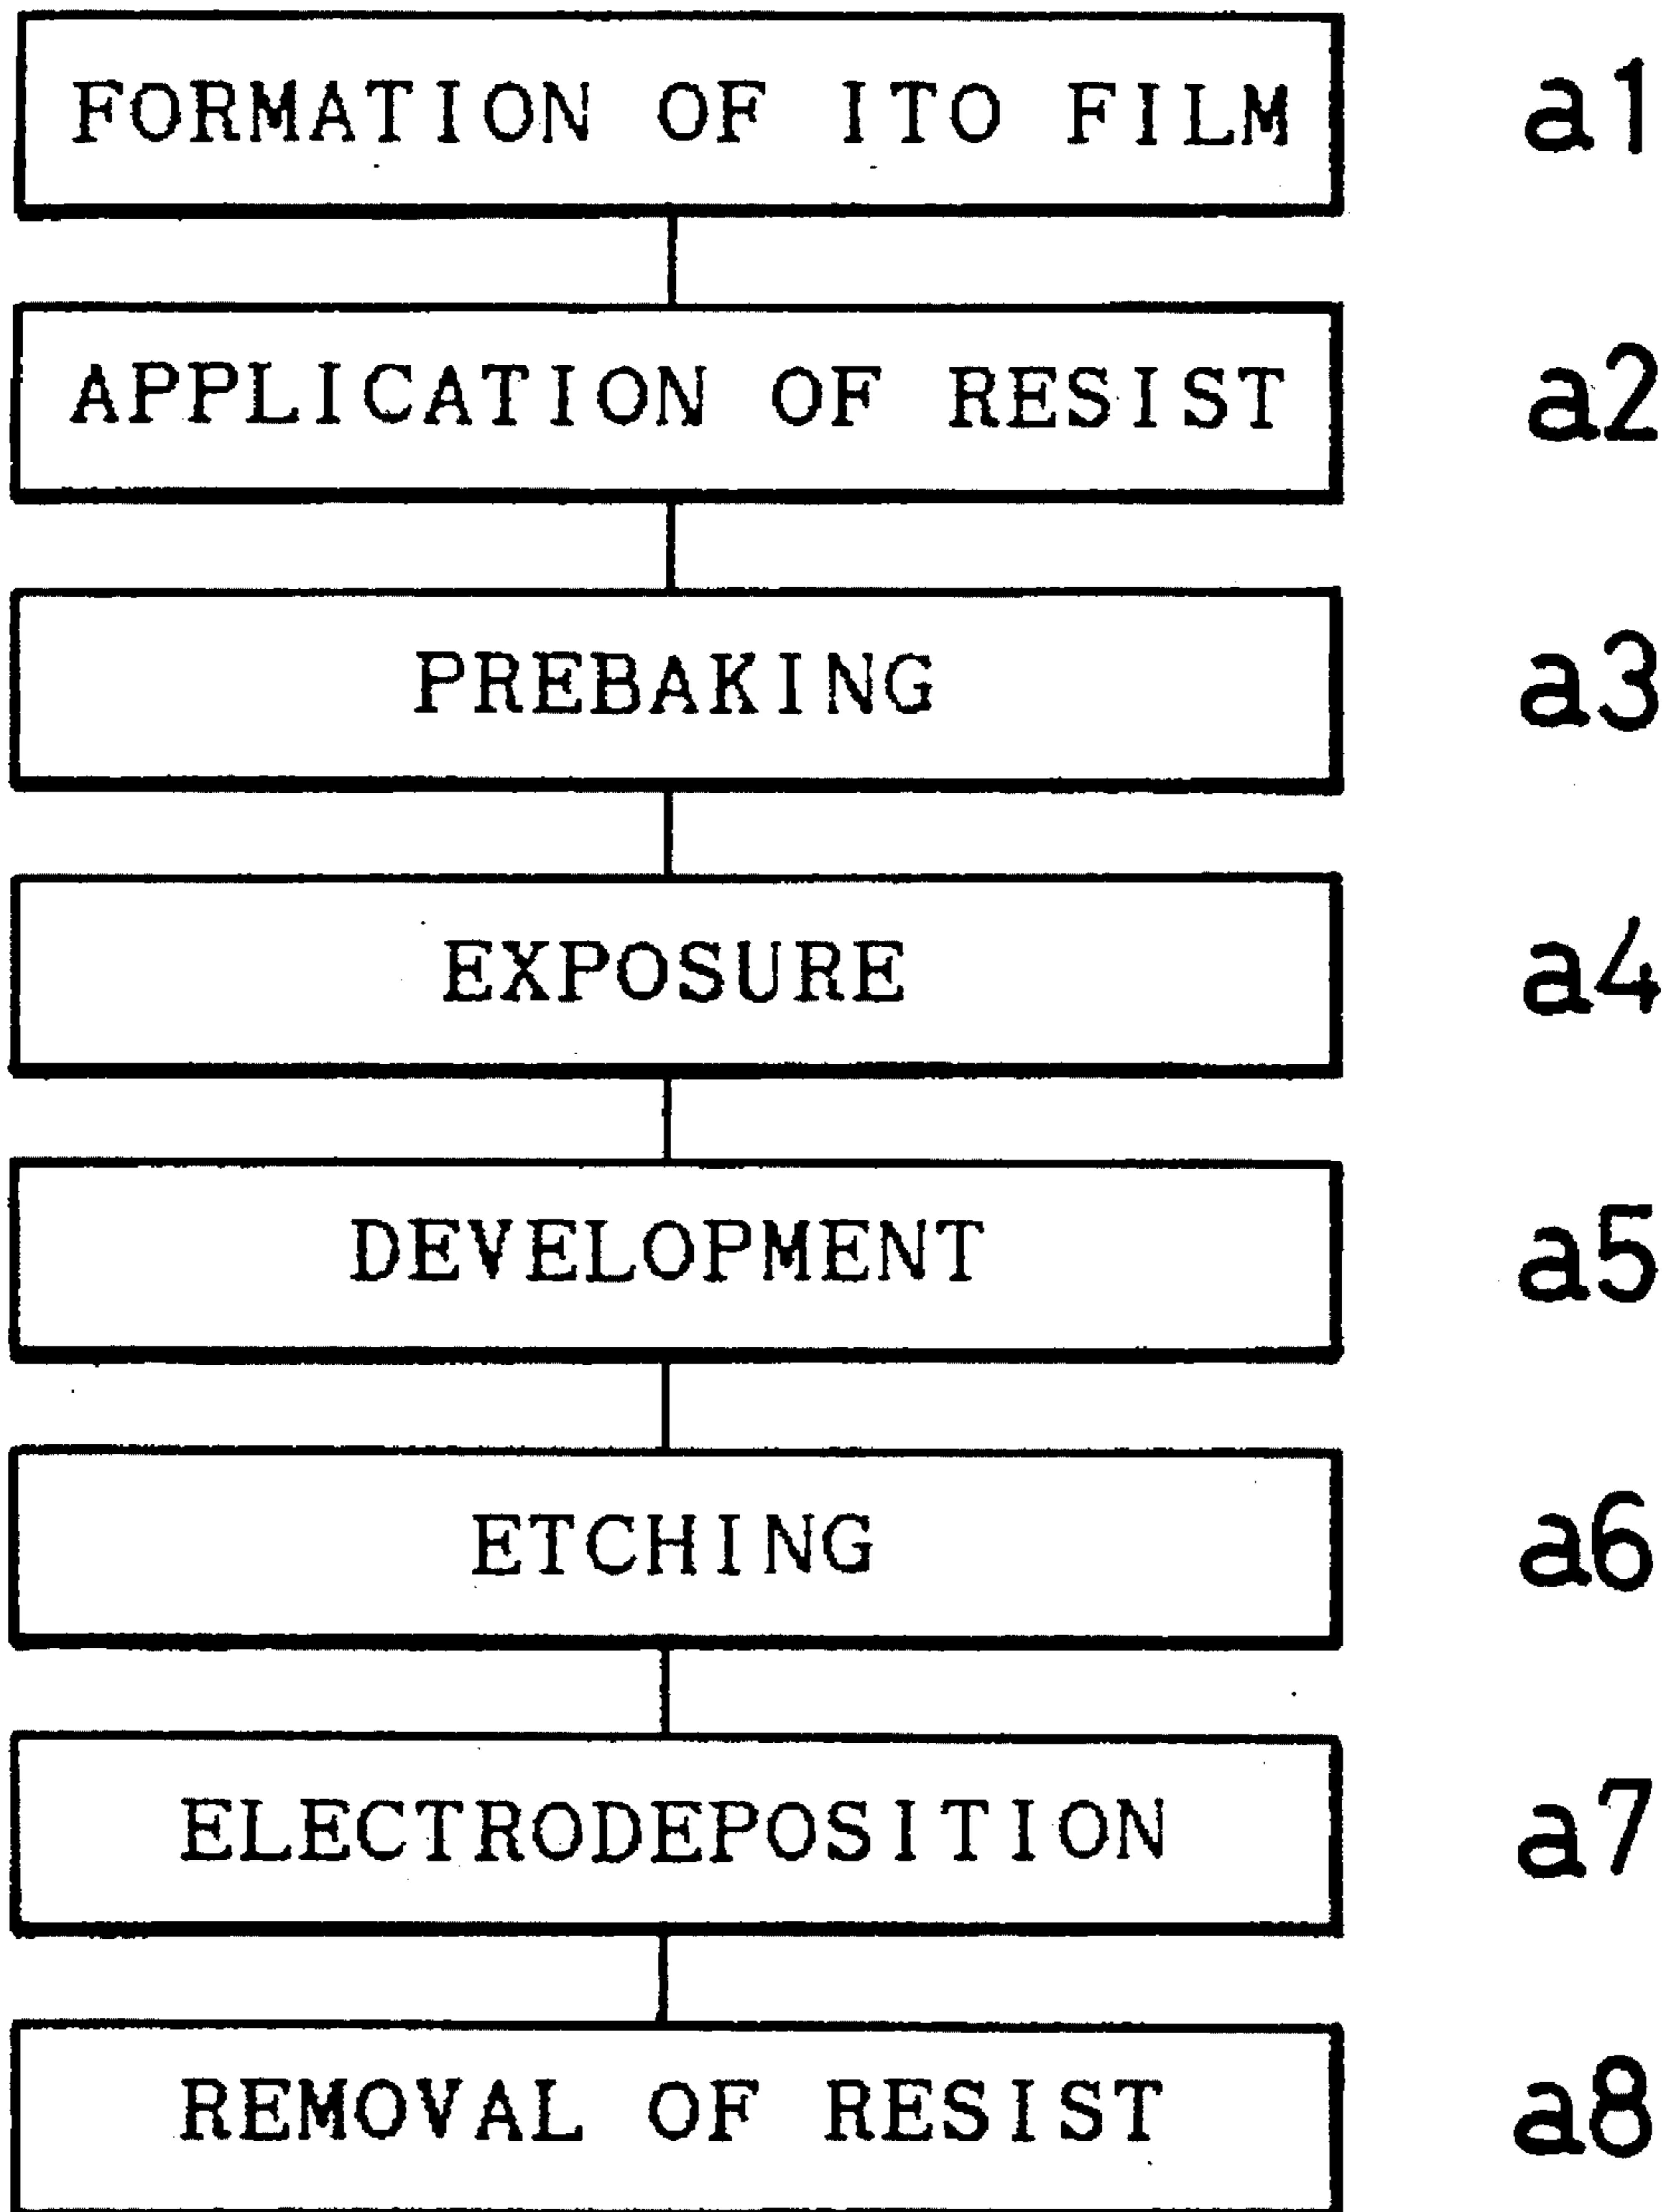 FORMATION OF ITO FILM a1
APPLICATION OF RESIST a2
PREBAKING a3
EXPOSURE a4
DEVELOPMENT a5
ETCHING a6
ELECTRODEPOSITION a7
REMOVAL OF RESIST a8